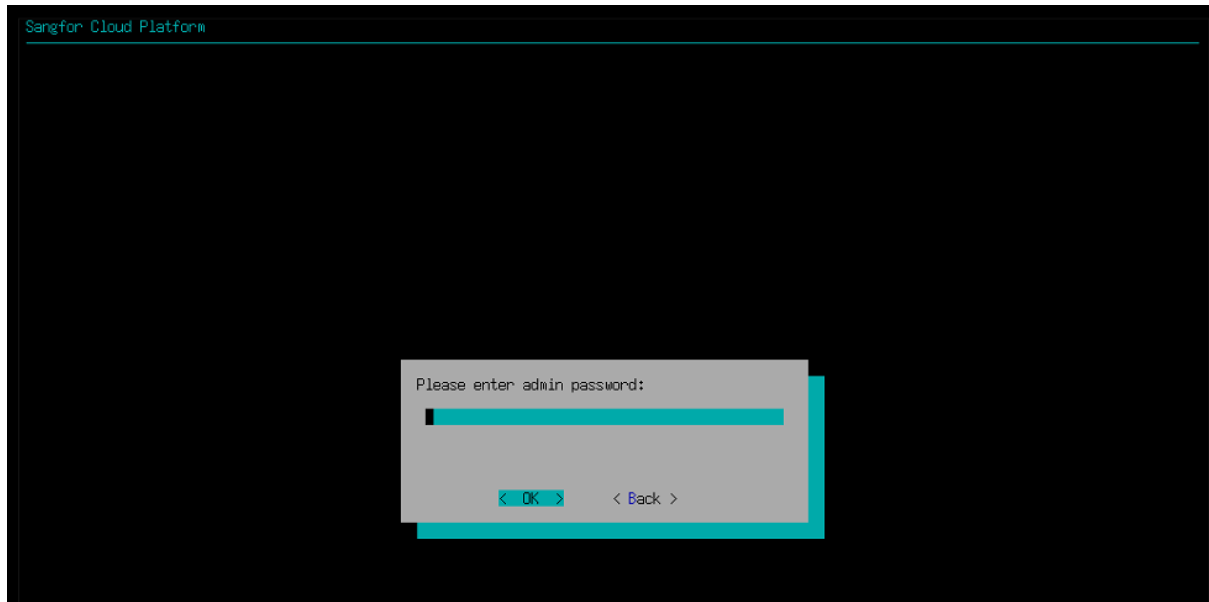 Sangfor Cloud Platform
Please enter admin password:
< OK > < Back >